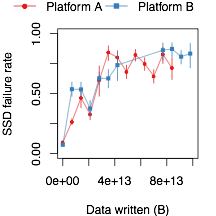 Platform A Platform B
SSD failure rate
1.00
0.50
0.00
0e+00 4e+13 8e+13
Data written (B)